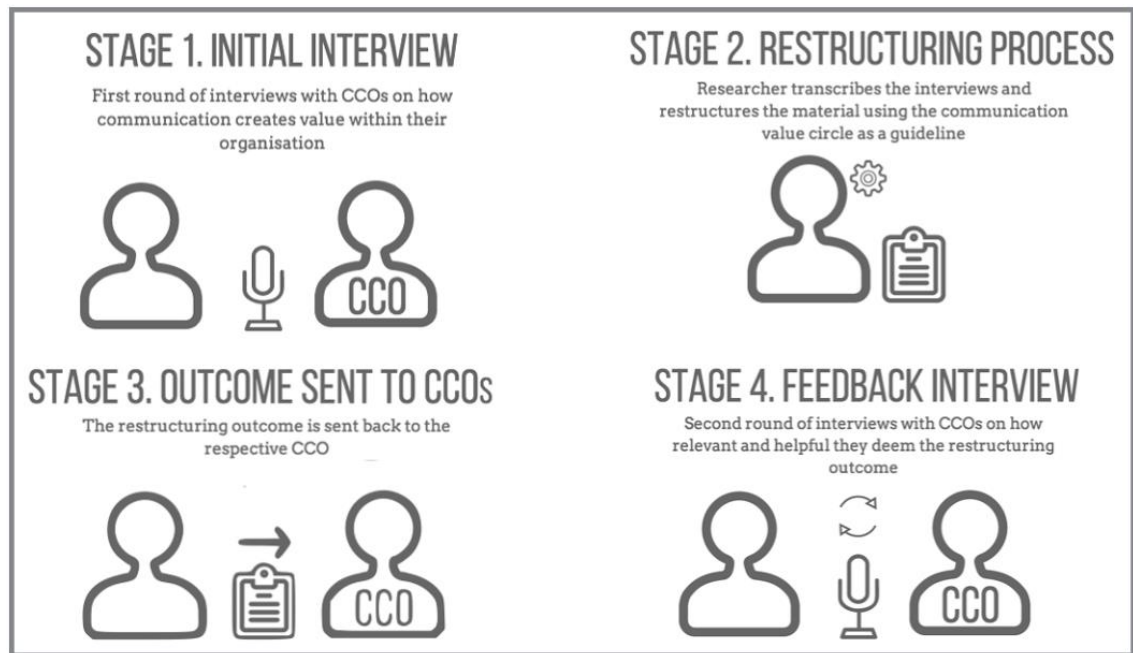 STAGE 1. INITIAL INTERVIEW
First round of interviews with CCOs on how
communication creates value within their
organisation
CCO
STAGE 2. RESTRUCTURING PROCESS
Researcher transcribes the interviews and
restructures the material using the communication
value circle as a guideline
STAGE 3. OUTCOME SENT TO CCOs
The restructuring outcome is sent back to the
respective CCO
CCO
STAGE 4. FEEDBACK INTERVIEW
Second round of interviews with CCOs on how
relevant and helpful they deem the restructuring
outcome
CCO